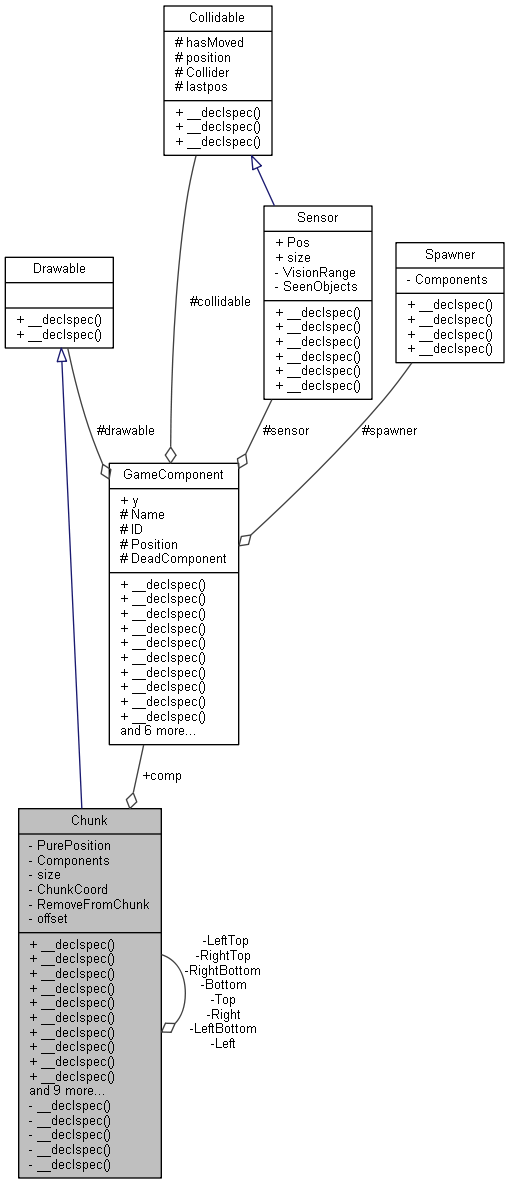 Collidable
# hasMoved
# position
# Collider
# lastpos
+ __declspec()
+ __declspec()
+ __declspec()
Sensor
+ Pos
+ size
- VisionRange
- SeenObjects
+ __declspec()
+ __declspec()
+ __declspec()
+ __declspec()
+ __declspec()
+ __declspec()
Spawner
- Components
+ __declspec()
+ __declspec()
+ __declspec()
+ __declspec()
Drawable
+ __declspec()
+ __declspec()
#collidable
#drawable
#sensor
#spawner
GameComponent
+ y
# Name
# ID
# Position
# DeadComponent
+ __declspec()
+ __declspec()
+ __declspec()
+ __declspec()
+ __declspec()
+ __declspec()
+ __declspec()
+ __declspec()
+ __declspec()
+ __declspec()
and 6 more...
+comp
Chunk
- PurePosition
- Components
- size
- ChunkCoord
- RemoveFromChunk
- offset
+ __declspec()
+ __declspec()
+ __declspec()
+ __declspec()
+ __declspec()
+ __declspec()
+ __declspec()
+ __declspec()
+ __declspec()
+ __declspec()
and 9 more...
- __declspec()
- __declspec()
- __declspec()
- __declspec()
- __declspec()
-LeftTop
-RightTop
-RightBottom
-Bottom
-Top
-Right
-LeftBottom
-Left